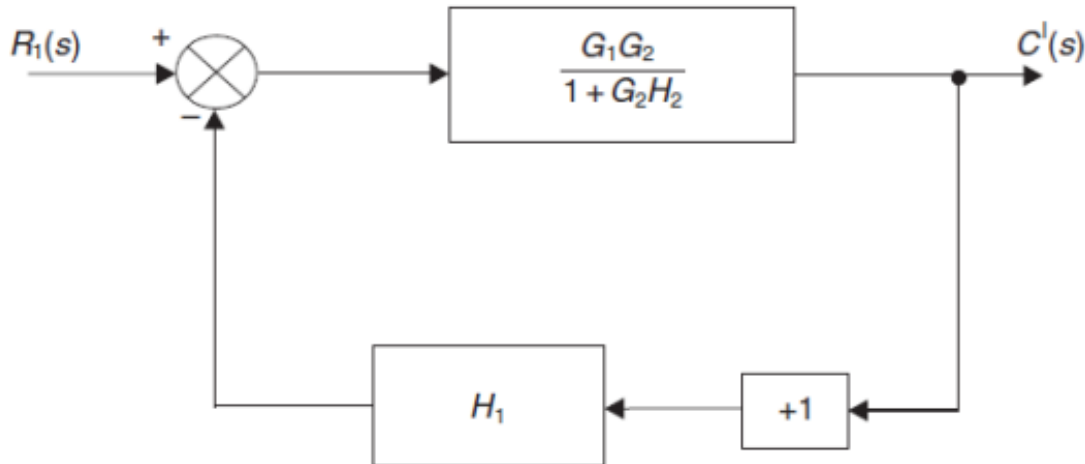 R₁(s)
+
−
G₁G₂
1 + G₂H₂
Cᴵ(s)
H₁
+1